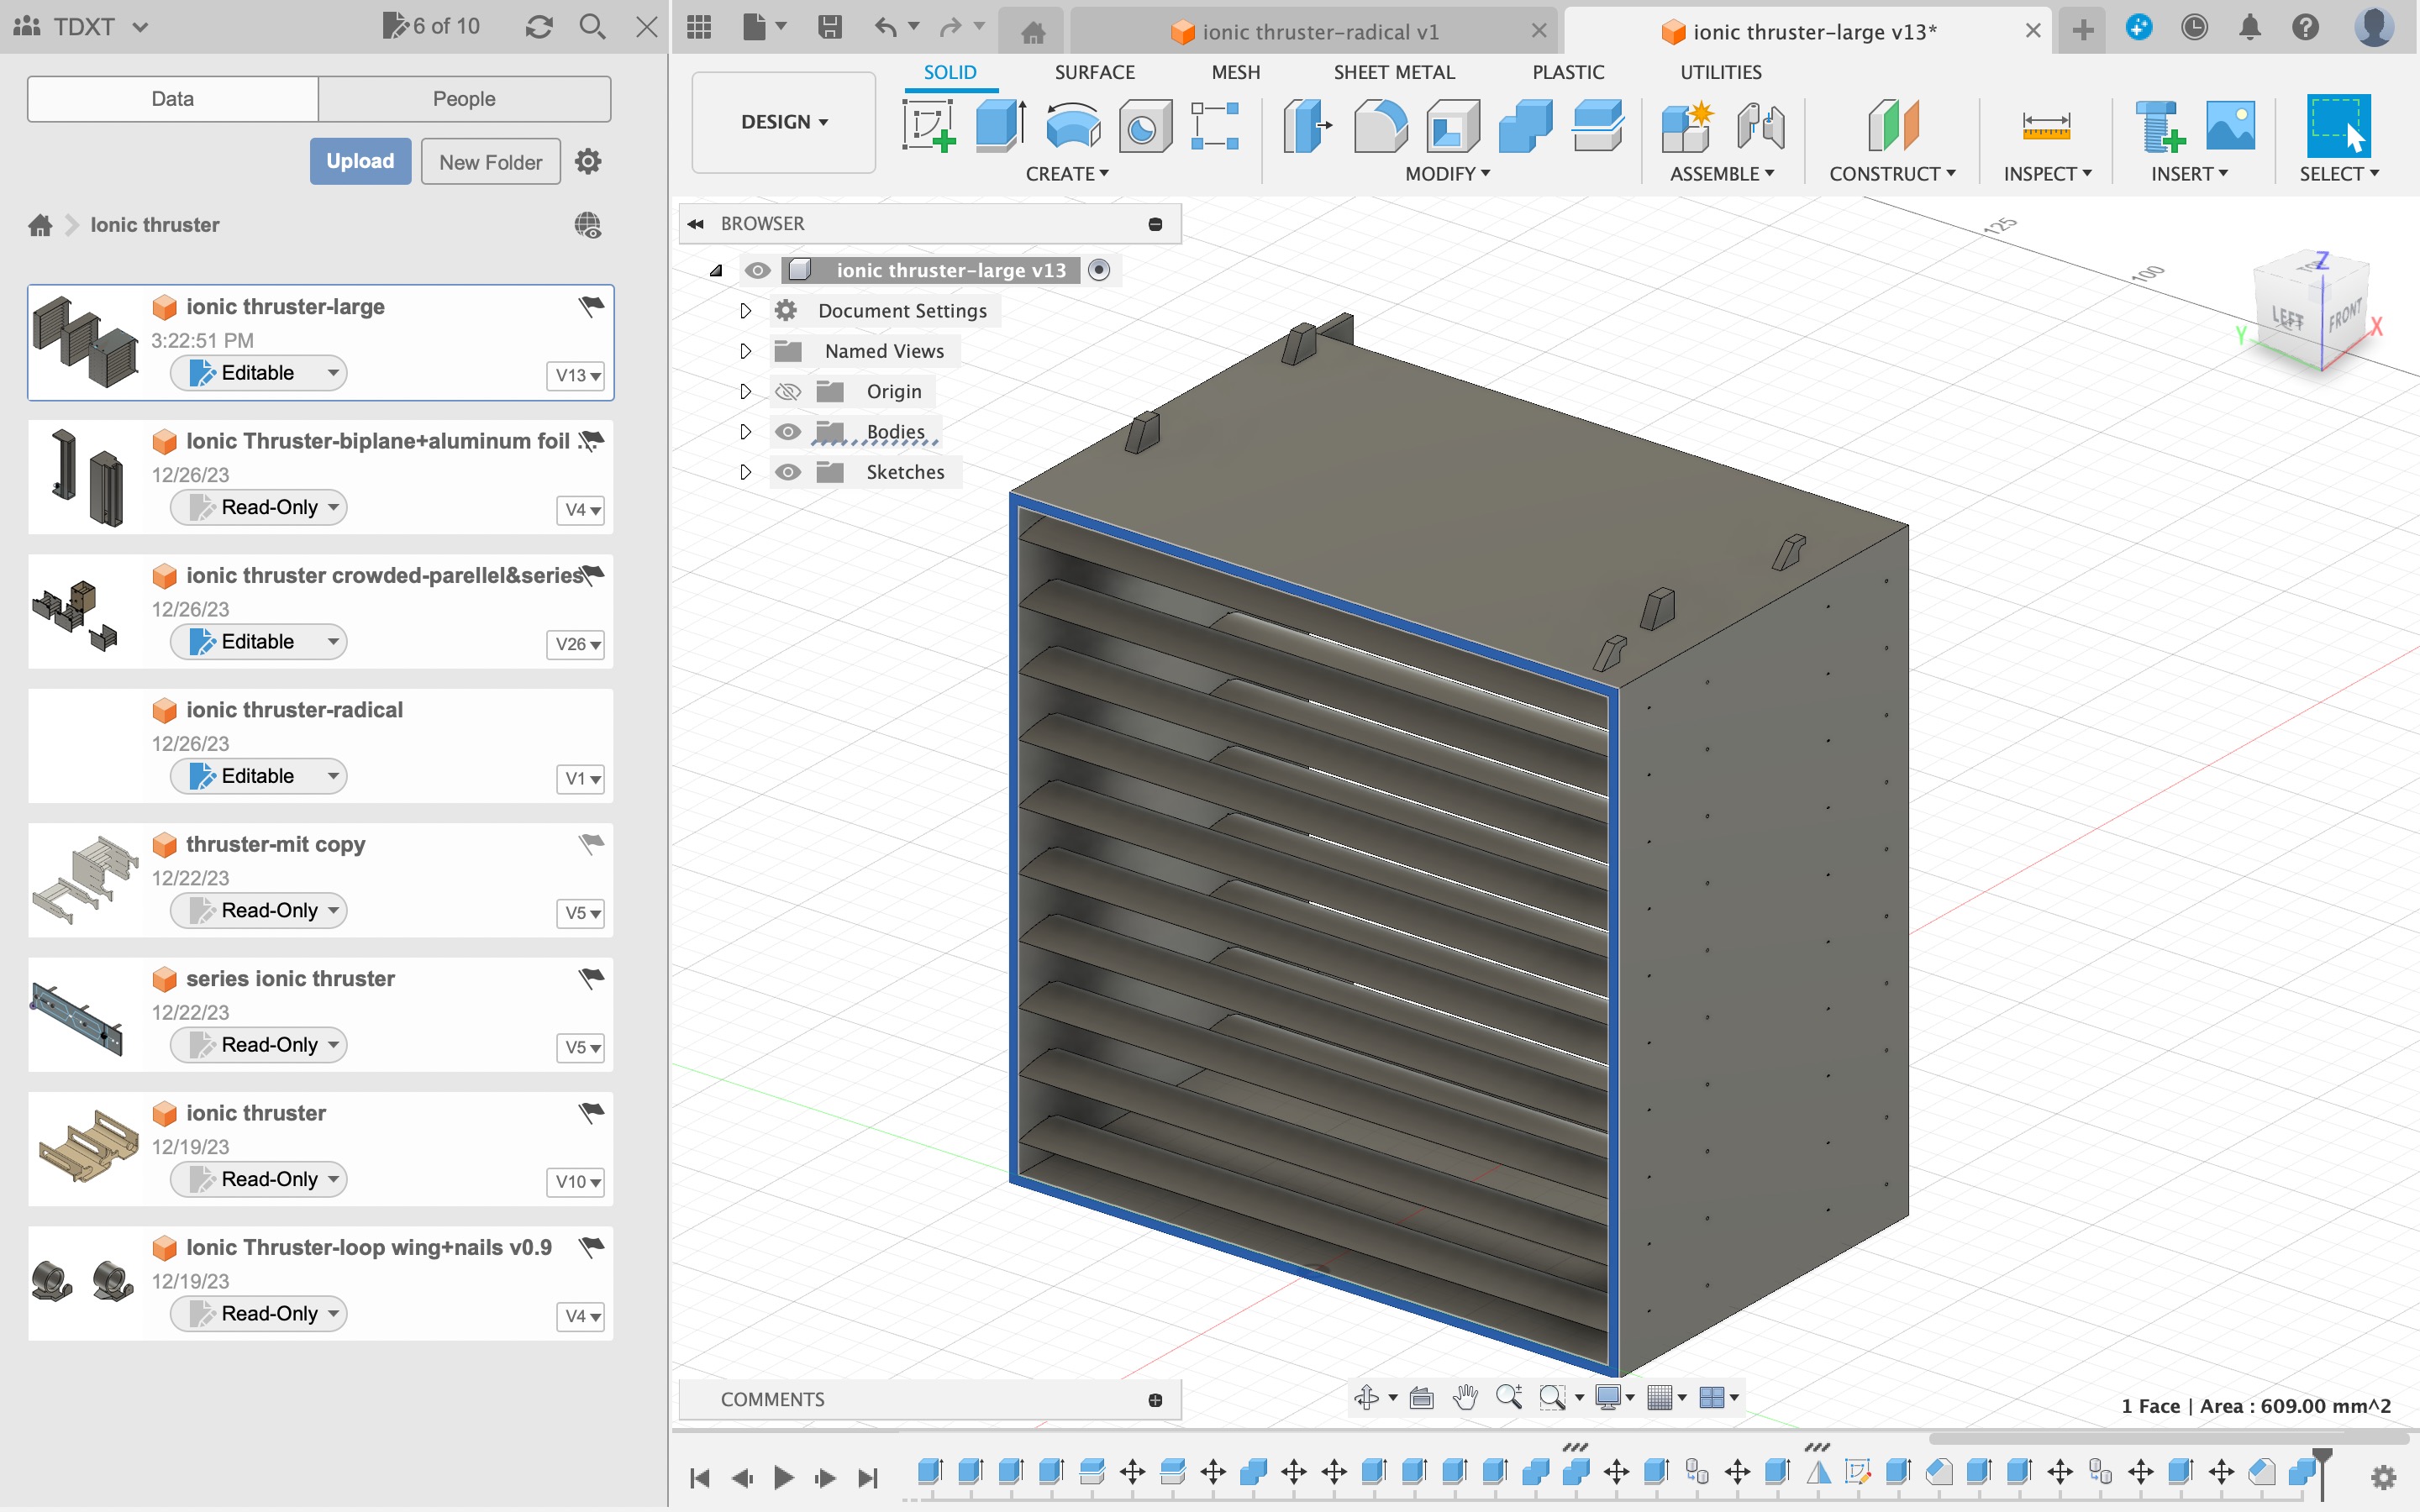 TDXT
6 of 10
ionic thruster-radical v1
ionic thruster-large v13*
Data
People
Upload
New Folder
Ionic thruster
ionic thruster-large
3:22:51 PM
Editable
V13
Ionic Thruster-biplane+aluminum foil ...
12/26/23
Read-Only
V4
ionic thruster crowded-parellel&series
12/26/23
Editable
V26
ionic thruster-radical
12/26/23
Editable
V1
thruster-mit copy
12/22/23
Read-Only
V5
series ionic thruster
12/22/23
Read-Only
V5
ionic thruster
12/19/23
Read-Only
V10
Ionic Thruster-loop wing+nails v0.9
12/19/23
Read-Only
V4
DESIGN
SOLID
SURFACE
MESH
SHEET METAL
PLASTIC
UTILITIES
CREATE
MODIFY
ASSEMBLE
CONSTRUCT
INSPECT
INSERT
SELECT
BROWSER
ionic thruster-large v13
Document Settings
Named Views
Origin
Bodies
Sketches
125
100
Z
LEFT
FRONT
Y
X
COMMENTS
1 Face | Area : 609.00 mm^2